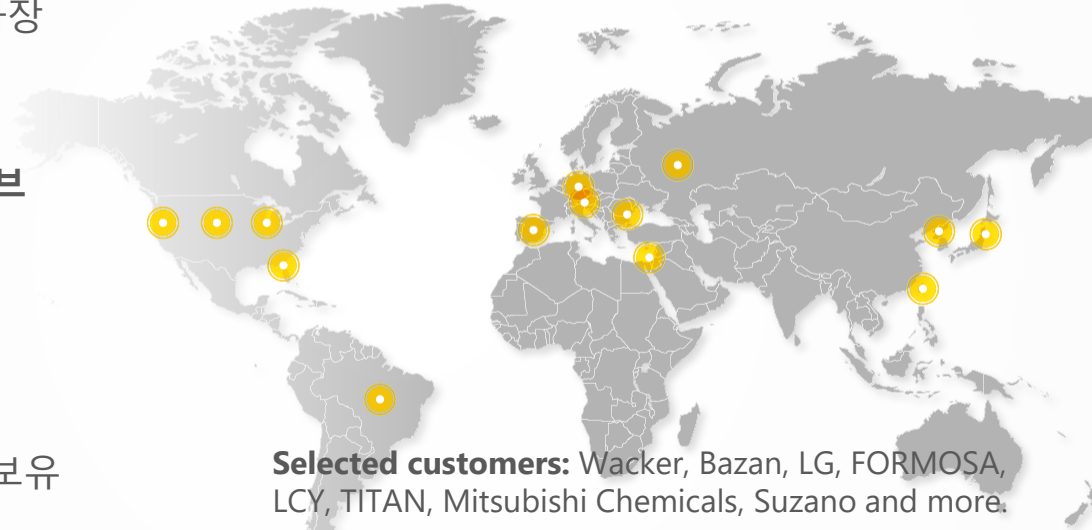 장
브
보유
Selected customers: Wacker, Bazan, LG, FORMOSA,
LCY, TITAN, Mitsubishi Chemicals, Suzano and more.